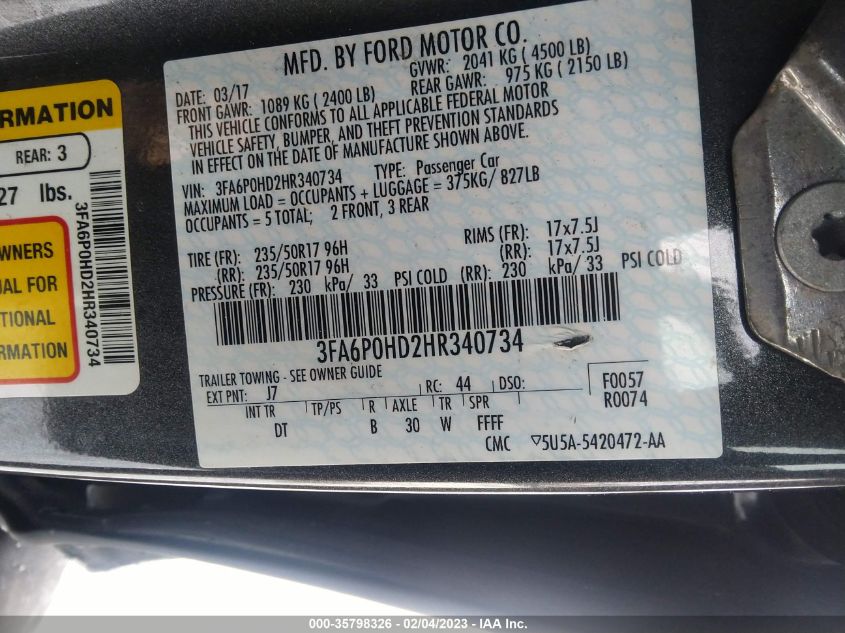 MFD. BY FORD MOTOR CO.
DATE: 03/17 GVWR: 2041 KG ( 4500 LB)
FRONT GAWR: 1089 KG ( 2400 LB) REAR GAWR: 975 KG ( 2150 LB)
THIS VEHICLE CONFORMS TO ALL APPLICABLE FEDERAL MOTOR
VEHICLE SAFETY, BUMPER, AND THEFT PREVENTION STANDARDS
IN EFFECT ON THE DATE OF MANUFACTURE SHOWN ABOVE.
VIN: 3FA6P0HD2HR340734 TYPE: Passenger Car
MAXIMUM LOAD = OCCUPANTS + LUGGAGE = 375KG/ 827LB
OCCUPANTS = 5 TOTAL; 2 FRONT, 3 REAR
TIRE (FR): 235/50R17 96H RIMS (FR): 17x7.5J
(RR): 235/50R17 96H (RR): 17x7.5J
PRESSURE (FR): 230 kPa/ 33 PSI COLD (RR): 230 kPa/ 33 PSI COLD
3FA6P0HD2HR340734
TRAILER TOWING - SEE OWNER GUIDE
EXT PNT: J7 RC: 44 DSO: F0057
INT TR TP/PS R AXLE TR SPR R0074
DT B 30 W FFFF
CMC 5U5A-5420472-AA
RMATION
REAR: 3
27 lbs.
WNERS
UAL FOR
TIONAL
3FA6P0HD2HR340734
000-35798326 - 02/04/2023 - IAA Inc.